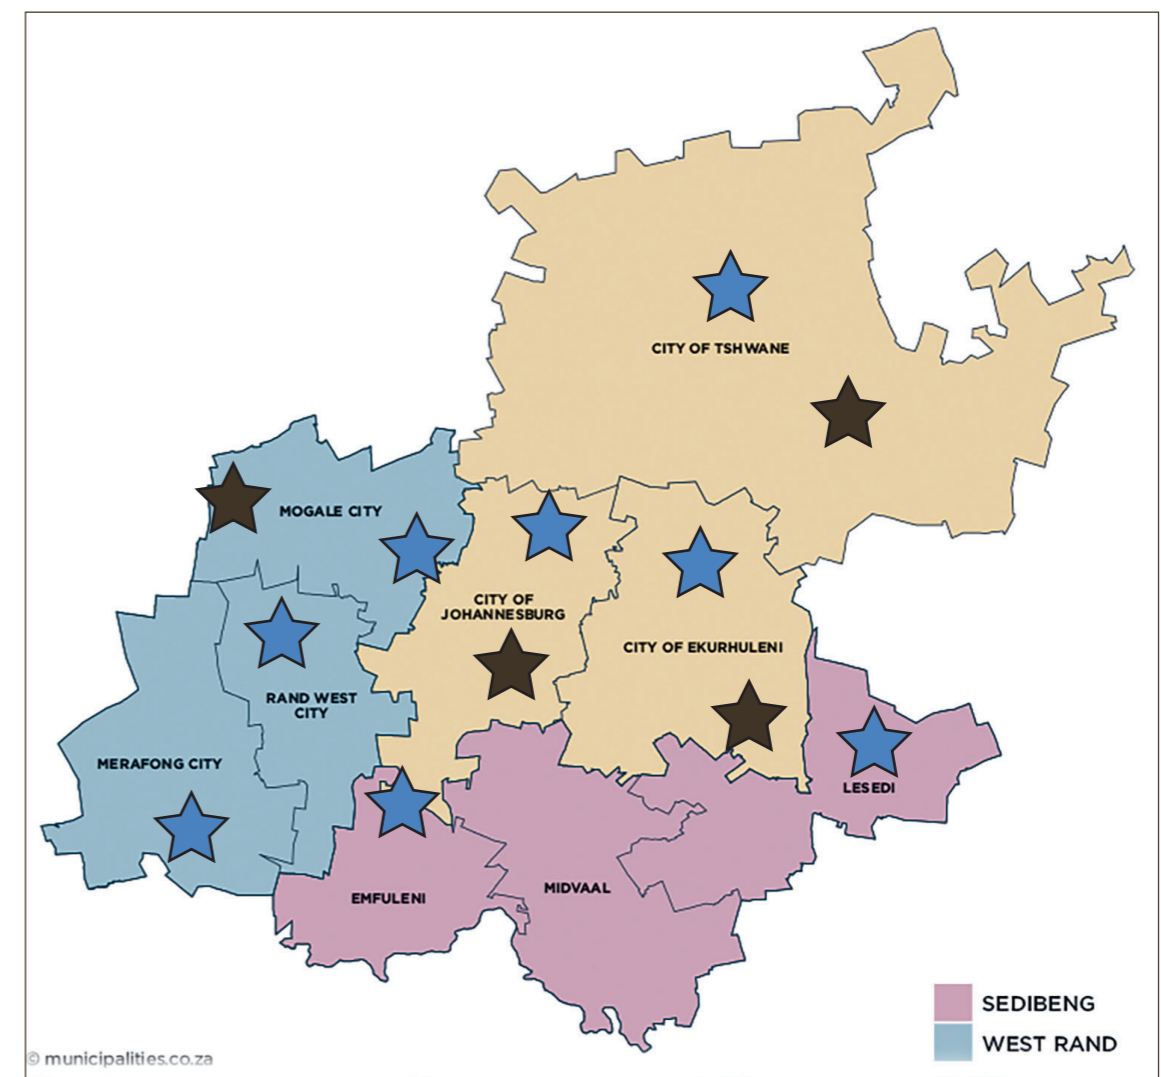 CITY OF TSHWANE
MOGALE CITY
CITY OF
JOHANNESBURG
CITY OF EKURHULENI
RAND WEST
CITY
MERAFONG CITY
LESEDI
EMFULENI
MIDVAAL
SEDIBENG
WEST RAND
© municipalities.co.za